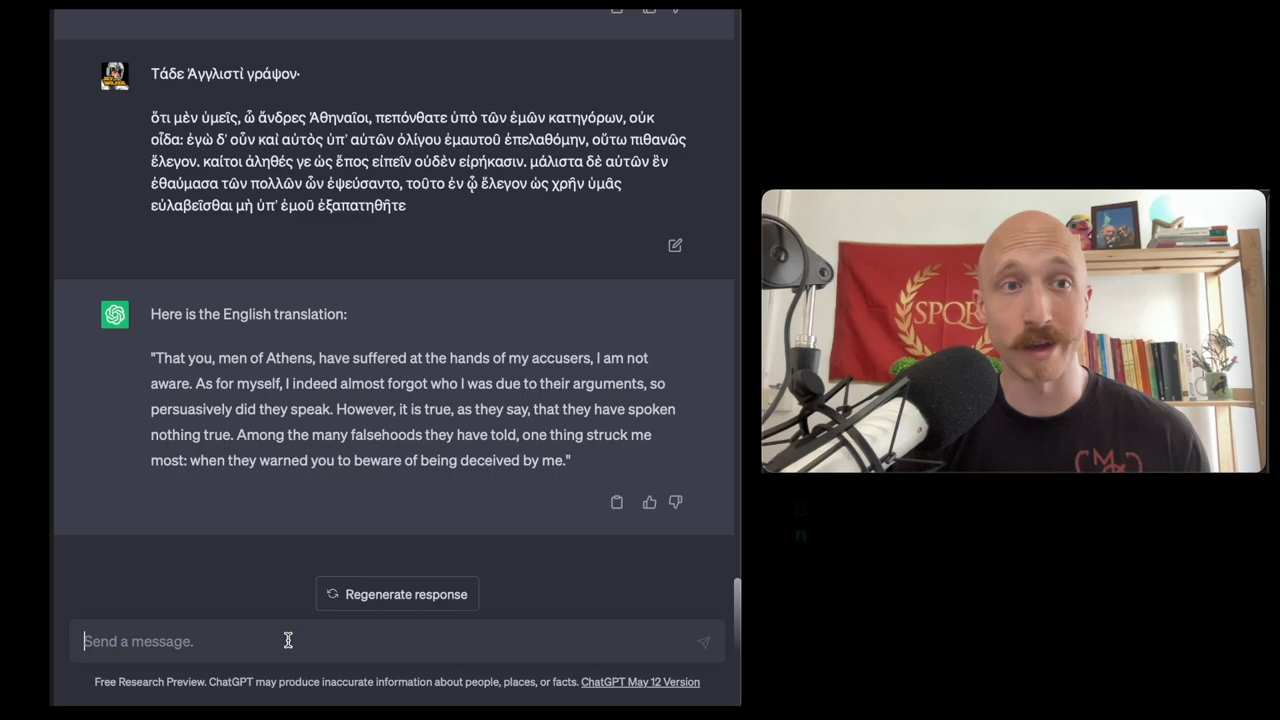 Τάδε Ἀγγλιστὶ γράψον·
ὅτι μὲν ὑμεῖς, ὦ ἄνδρες Ἀθηναῖοι, πεπόνθατε ὑπὸ τῶν ἐμῶν κατηγόρων, οὐκ
οἶδα: ἐγὼ δ' οὖν καὶ αὐτὸς ὑπ' αὐτῶν ὀλίγου ἐμαυτοῦ ἐπελαθόμην, οὕτω πιθανῶς
ἔλεγον. καίτοι ἀληθές γε ὡς ἔπος εἰπεῖν οὐδὲν εἰρήκασιν. μάλιστα δὲ αὐτῶν ἓν
ἐθαύμασα τῶν πολλῶν ὧν ἐψεύσαντο, τοῦτο ἐν ᾧ ἔλεγον ὡς χρῆν ὑμᾶς
εὐλαβεῖσθαι μὴ ὑπ' ἐμοῦ ἐξαπατηθῆτε
Here is the English translation:
"That you, men of Athens, have suffered at the hands of my accusers, I am not
aware. As for myself, I indeed almost forgot who I was due to their arguments, so
persuasively did they speak. However, it is true, as they say, that they have spoken
nothing true. Among the many falsehoods they have told, one thing struck me
most: when they warned you to beware of being deceived by me."
Regenerate response
Send a message.
Free Research Preview. ChatGPT may produce inaccurate information about people, places, or facts. ChatGPT May 12 Version
SPQR
B
n